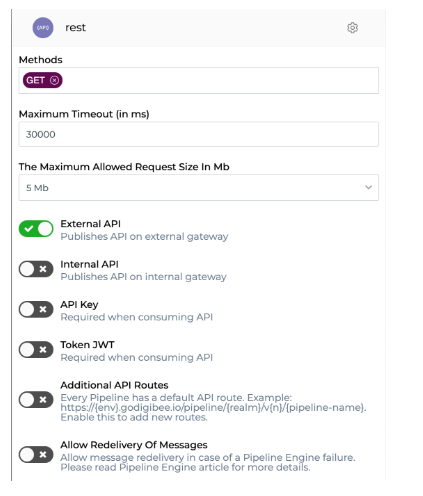 {API} rest
Methods
GET
Maximum Timeout (in ms)
30000
The Maximum Allowed Request Size In Mb
5 Mb
External API
Publishes API on external gateway
Internal API
Publishes API on internal gateway
API Key
Required when consuming API
Token JWT
Required when consuming API
Additional API Routes
Every Pipeline has a default API route. Example:
https://{env}.godigibee.io/pipeline/{realm}/v{n}/{pipeline-name}.
Enable this to add new routes.
Allow Redelivery Of Messages
Allow message redelivery in case of a Pipeline Engine failure.
Please read Pipeline Engine article for more details.